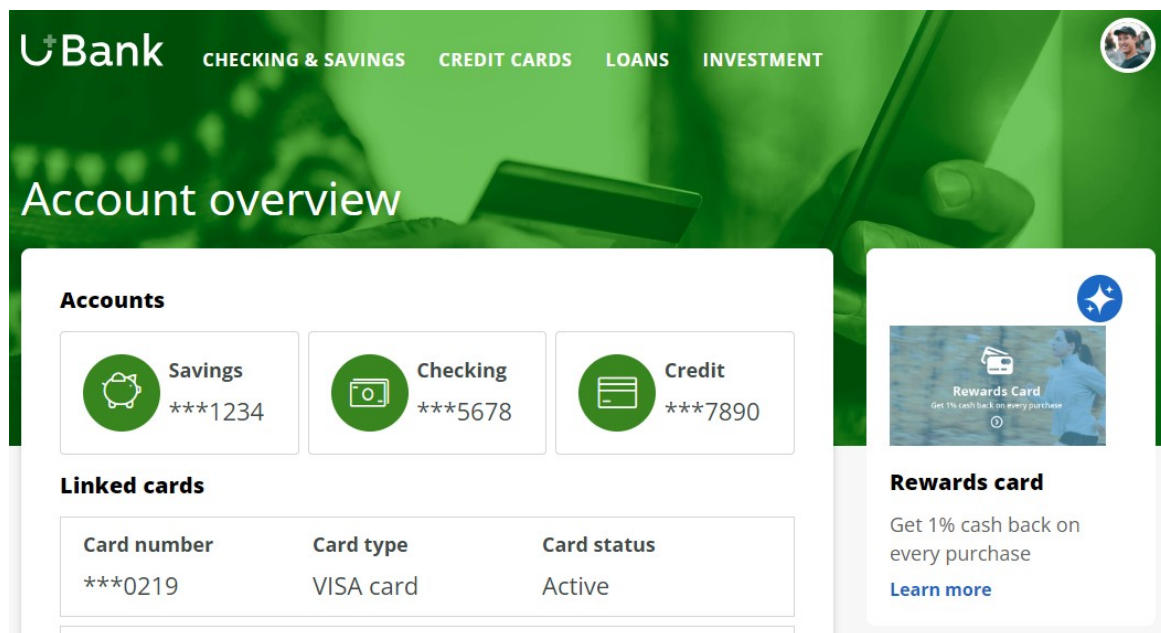 U+Bank
CHECKING & SAVINGS CREDIT CARDS LOANS INVESTMENT
Account overview
Accounts
Savings
***1234
Checking
***5678
Credit
***7890
Linked cards
Card number Card type Card status
***0219 VISA card Active
Rewards Card
Get 1% cash back on every purchase
Rewards card
Get 1% cash back on
every purchase
Learn more